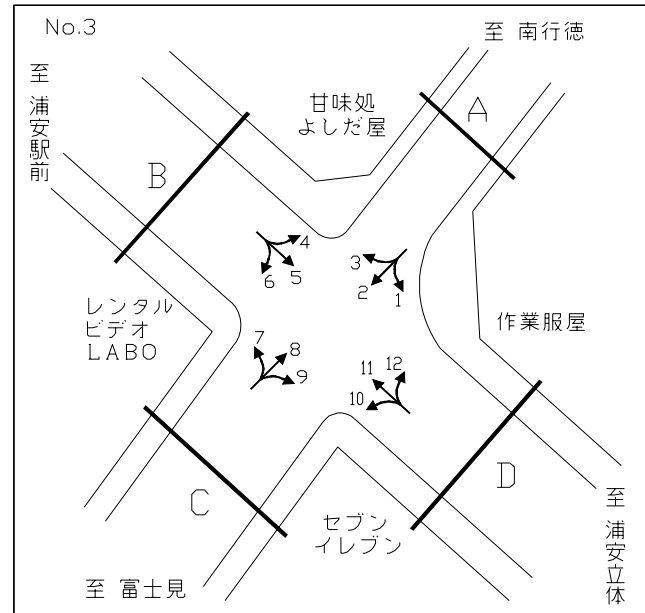 No.3
至 南行徳
至 浦安駅前
甘味処
よしだ屋
A
B
4
5
6
3
2
1
レンタル
ビデオ
LABO
作業服屋
7
8
9
11
12
10
C
D
セブン
イレブン
至 富士見
至 浦安立体